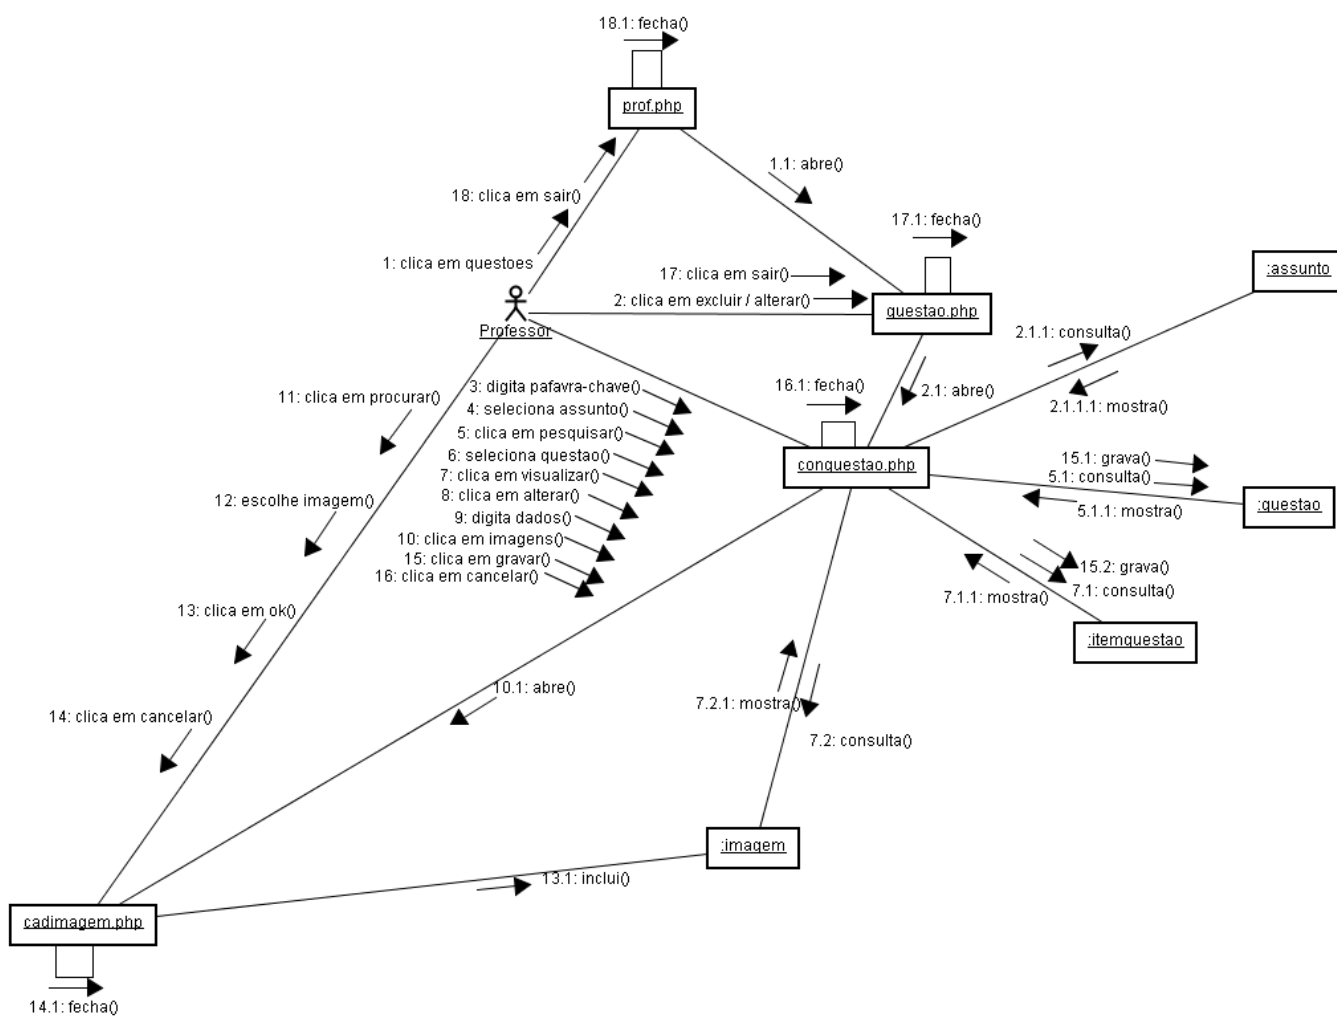 18.1: fecha()
prof.php
1.1: abre()
18: clica em sair()
17.1: fecha()
1: clica em questoes
17: clica em sair()
:assunto
2: clica em excluir / alterar()
questao.php
Professor
2.1.1: consulta()
3: digita pafavra-chave()
16.1: fecha()
2.1: abre()
11: clica em procurar()
4: seleciona assunto()
2.1.1.1: mostra()
5: clica em pesquisar()
6: seleciona questao()
conquestao.php
15.1: grava()
7: clica em visualizar()
5.1: consulta()
8: clica em alterar()
12: escolhe imagem()
:questao
9: digita dados()
5.1.1: mostra()
10: clica em imagens()
15: clica em gravar()
15.2: grava()
16: clica em cancelar()
7.1: consulta()
7.1.1: mostra()
13: clica em ok()
:itemquestao
10.1: abre()
7.2.1: mostra()
14: clica em cancelar()
7.2: consulta()
:imagem
13.1: inclui()
cadimagem.php
14.1: fecha()